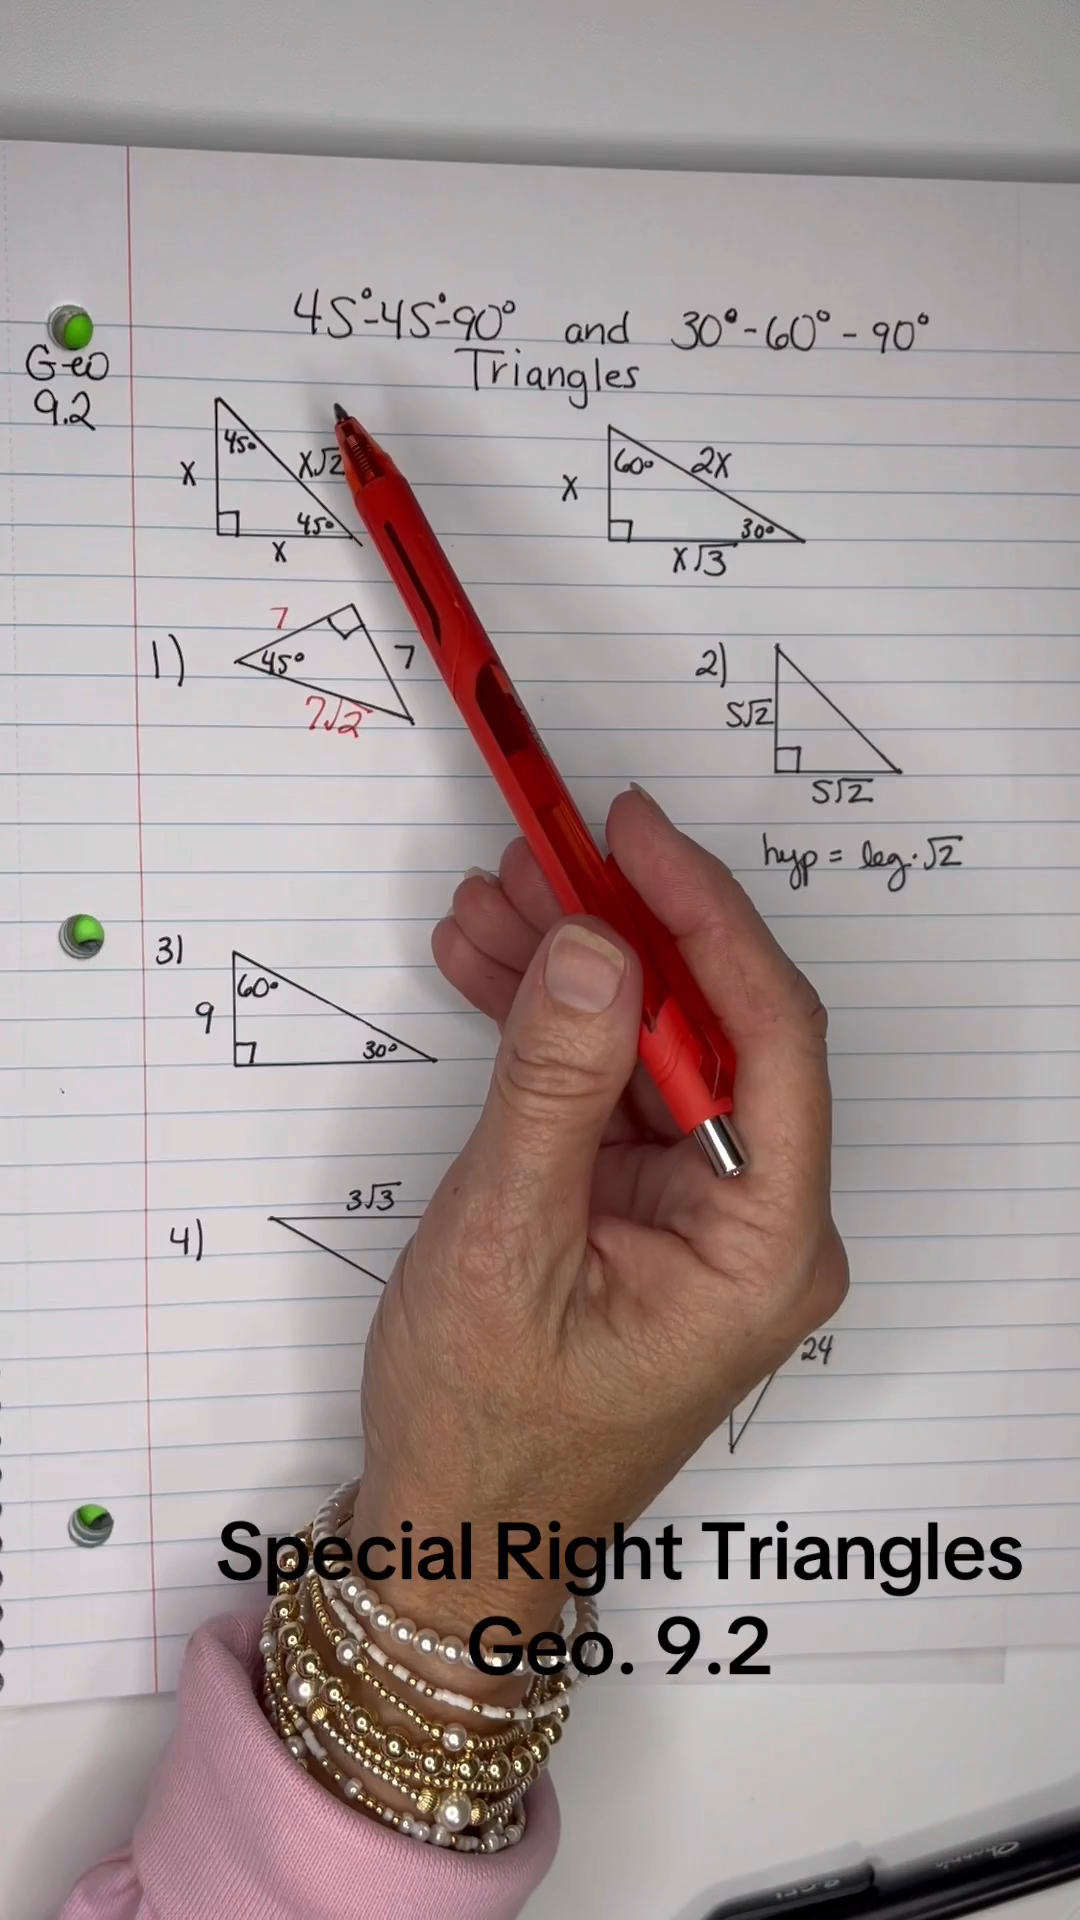 45°-45°-90° and 30°-60°-90°
Triangles
Geo
9.2
45°
x
x√2
45°
x
60°
2x
x
30°
x√3
1)
7
45°
7
7√2
2)
5√2
5√2
hyp = leg·√2
3)
60°
9
30°
3√3
4)
24
Special Right Triangles
Geo. 9.2